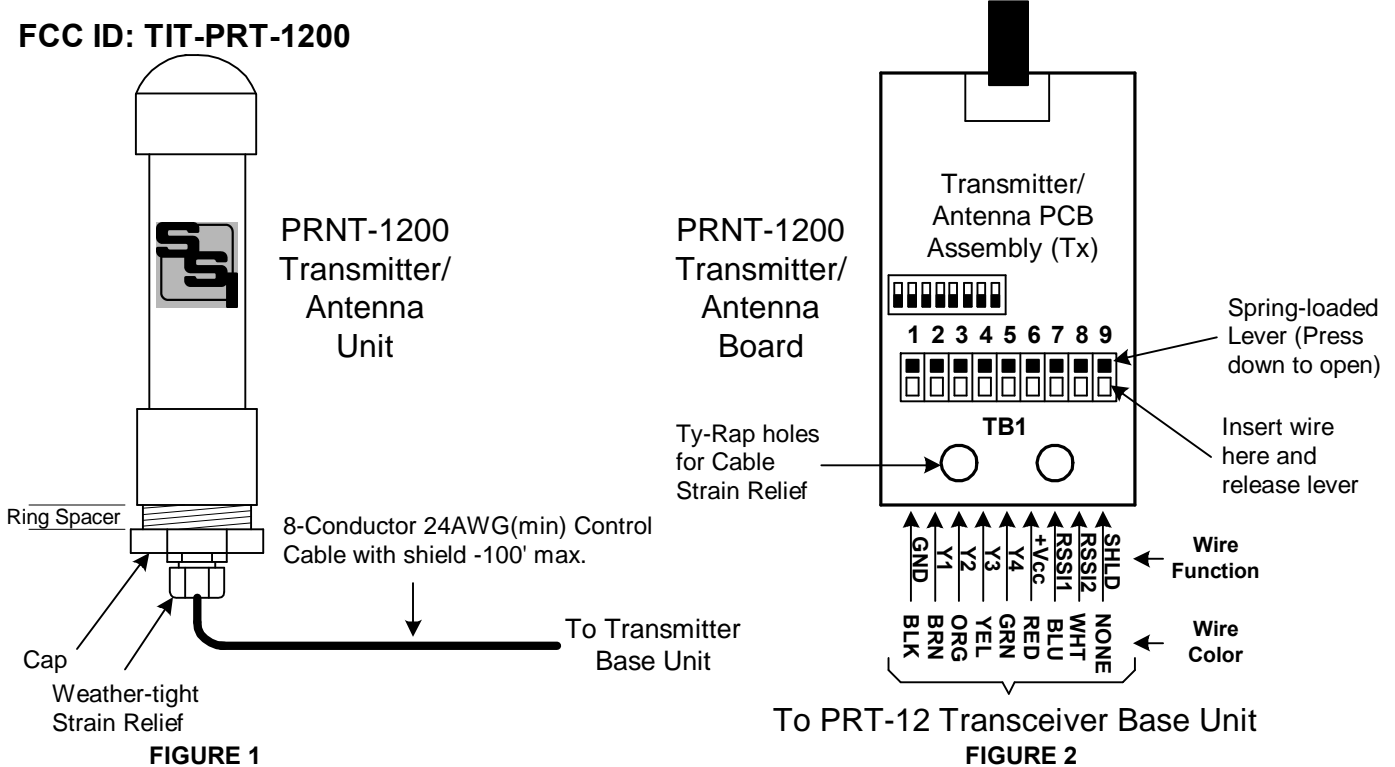 FCC ID: TIT-PRT-1200
SSI
PRNT-1200
Transmitter/
Antenna
Unit
Ring Spacer
8-Conductor 24AWG(min) Control
Cable with shield -100' max.
To Transmitter
Base Unit
Cap
Weather-tight
Strain Relief
FIGURE 1
PRNT-1200
Transmitter/
Antenna
Board
Transmitter/
Antenna PCB
Assembly (Tx)
1 2 3 4 5 6 7 8 9
TB1
Spring-loaded
Lever (Press
down to open)
Insert wire
here and
release lever
Ty-Rap holes
for Cable
Strain Relief
GND
Y1
Y2
Y3
Y4
+Vcc
RSSI1
RSSI2
SHLD
Wire
Function
BLK
BRN
ORG
YEL
GRN
RED
BLU
WHT
NONE
Wire
Color
To PRT-12 Transceiver Base Unit
FIGURE 2